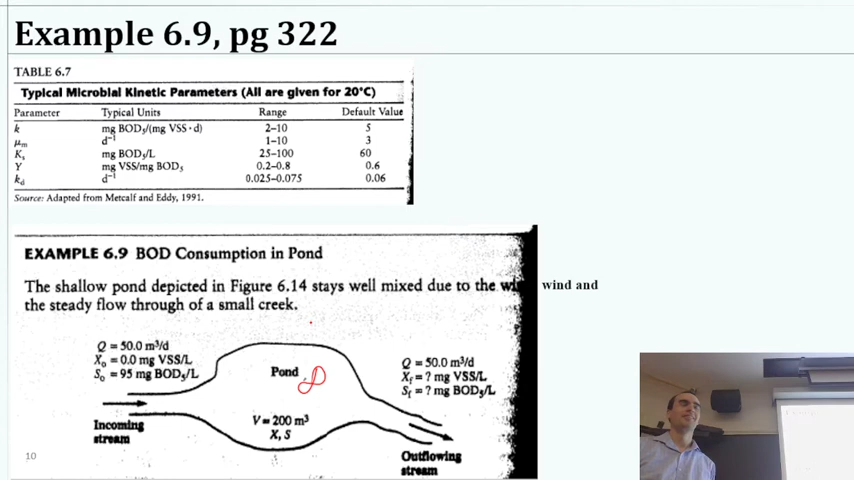 Example 6.9, pg 322
TABLE 6.7
Typical Microbial Kinetic Parameters (All are given for 20°C)
Parameter Typical Units Range Default Value
k mg BOD₅/(mg VSS · d) 2–10 5
μₘ d⁻¹ 1–10 3
Kₛ mg BOD₅/L 25–100 60
Y mg VSS/mg BOD₅ 0.2–0.8 0.6
k_d d⁻¹ 0.025–0.075 0.06
Source: Adapted from Metcalf and Eddy, 1991.
EXAMPLE 6.9 BOD Consumption in Pond
The shallow pond depicted in Figure 6.14 stays well mixed due to the wind and
the steady flow through of a small creek.
Q = 50.0 m³/d
X₀ = 0.0 mg VSS/L
S₀ = 95 mg BOD₅/L
Incoming
stream
Pond
V = 200 m³
X, S
Q = 50.0 m³/d
X_f = ? mg VSS/L
S_f = ? mg BOD₅/L
Outflowing
stream
10